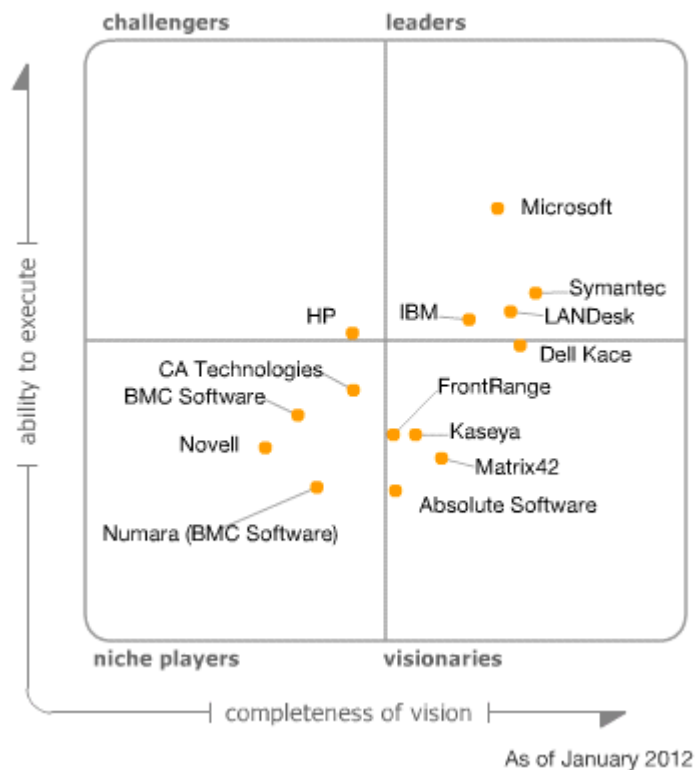 challengers
leaders
ability to execute
Microsoft
Symantec
IBM
LANDesk
HP
Dell Kace
CA Technologies
FrontRange
BMC Software
Kaseya
Novell
Matrix42
Absolute Software
Numara (BMC Software)
niche players
visionaries
completeness of vision
As of January 2012